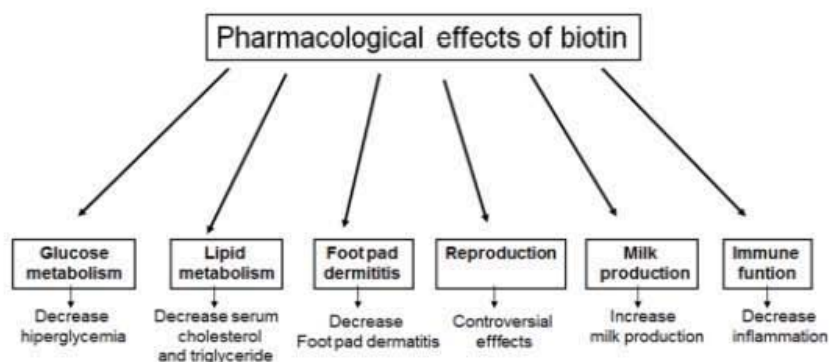 Pharmacological effects of biotin
Glucose
metabolism
Decrease
hiperglycemia
Lipid
metabolism
Decrease serum
cholesterol
and triglyceride
Foot pad
dermititis
Decrease
Foot pad dermatitis
Reproduction
Controversial
efffects
Milk
production
Increase
milk production
Immune
funtion
Decrease
inflammation